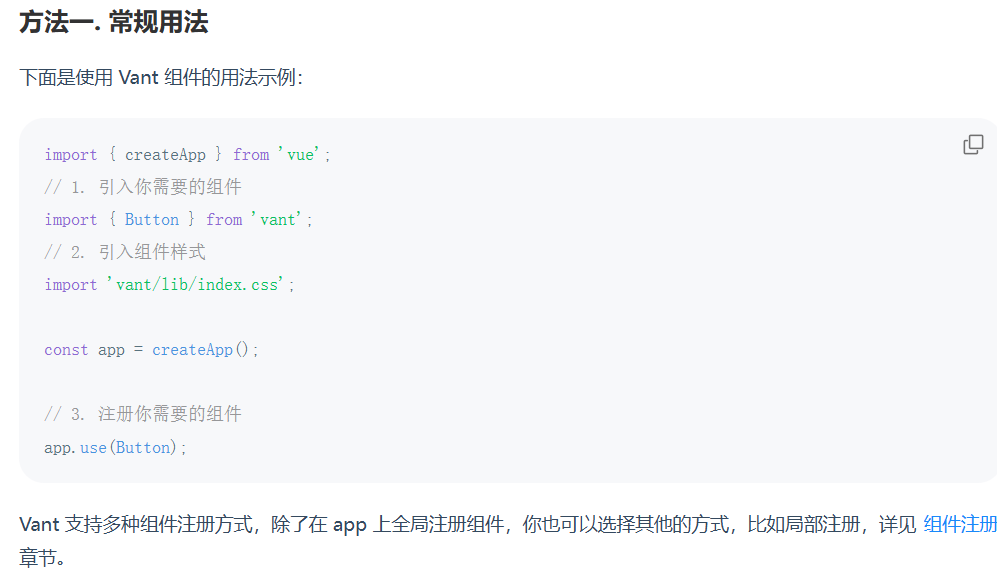 方法一. 常规用法
下面是使用 Vant 组件的用法示例：
import { createApp } from 'vue';
// 1. 引入你需要的组件
import { Button } from 'vant';
// 2. 引入组件样式
import 'vant/lib/index.css';
const app = createApp();
// 3. 注册你需要的组件
app.use(Button);
Vant 支持多种组件注册方式，除了在 app 上全局注册组件，你也可以选择其他的方式，比如局部注册，详见 组件注册
章节。